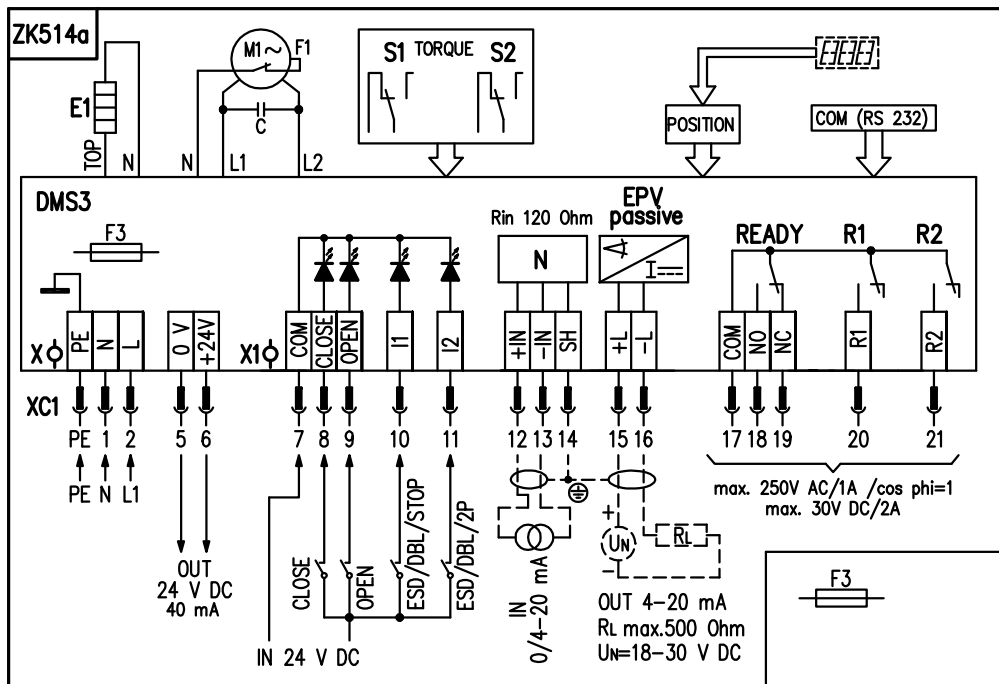 ZK514a
E1
TOP
N
M1~
F1
C
N
L1
L2
S1 TORQUE S2
POSITION
COM (RS 232)
DMS3
F3
Rin 120 Ohm
N
EPV
passive
READY
R1
R2
X
PE
N
L
0 V
+24V
X1
COM
CLOSE
OPEN
I1
I2
+IN
-IN
SH
+L
-L
COM
NO
NC
R1
R2
XC1
PE 1 2 5 6 7 8 9 10 11 12 13 14 15 16 17 18 19 20 21
PE N L1
OUT
24 V DC
40 mA
CLOSE
OPEN
ESD/DBL/STOP
ESD/DBL/2P
IN 24 V DC
IN
0/4-20 mA
+
UN
-
RL
OUT 4-20 mA
RL max.500 Ohm
UN=18-30 V DC
max. 250V AC/1A /cos phi=1
max. 30V DC/2A
F3